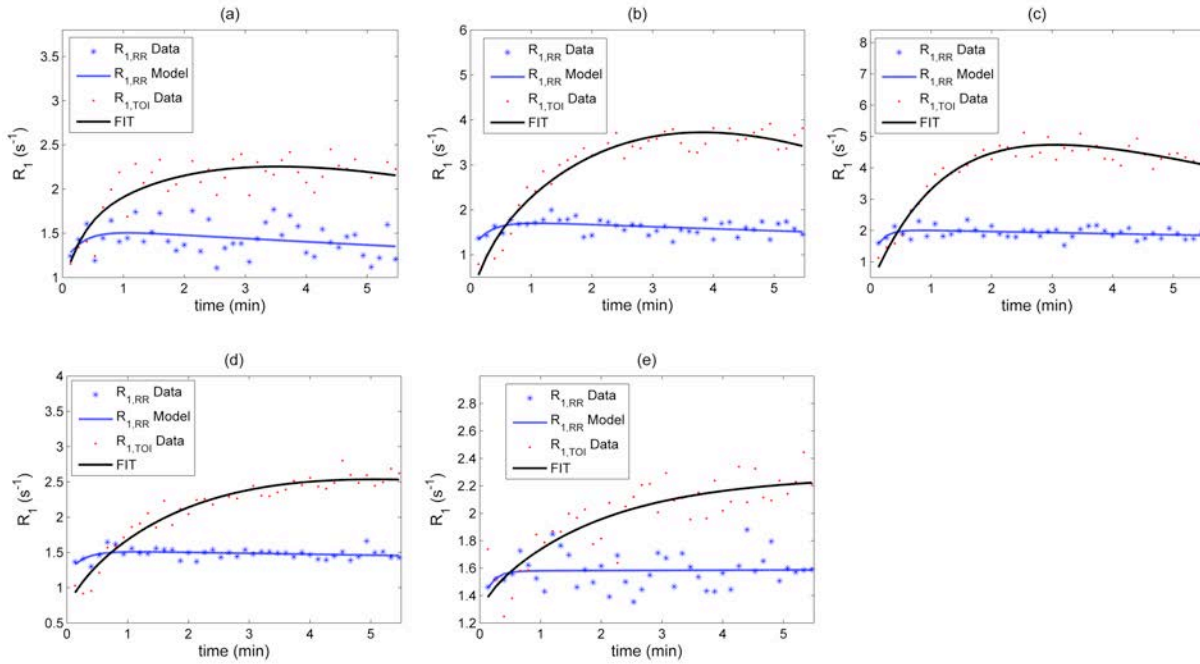 (a)
R1,RR Data
R1,RR Model
R1,TOI Data
FIT
3.5
3
2.5
2
1.5
1
R1 (s-1)
0 1 2 3 4 5
time (min)
(b)
R1,RR Data
R1,RR Model
R1,TOI Data
FIT
6
5
4
3
2
1
R1 (s-1)
0 1 2 3 4 5
time (min)
(c)
R1,RR Data
R1,RR Model
R1,TOI Data
FIT
8
7
6
5
4
3
2
1
R1 (s-1)
0 1 2 3 4 5
time (min)
(d)
R1,RR Data
R1,RR Model
R1,TOI Data
FIT
4
3.5
3
2.5
2
1.5
1
0.5
R1 (s-1)
0 1 2 3 4 5
time (min)
(e)
R1,RR Data
R1,RR Model
R1,TOI Data
FIT
2.8
2.6
2.4
2.2
2
1.8
1.6
1.4
1.2
R1 (s-1)
0 1 2 3 4 5
time (min)